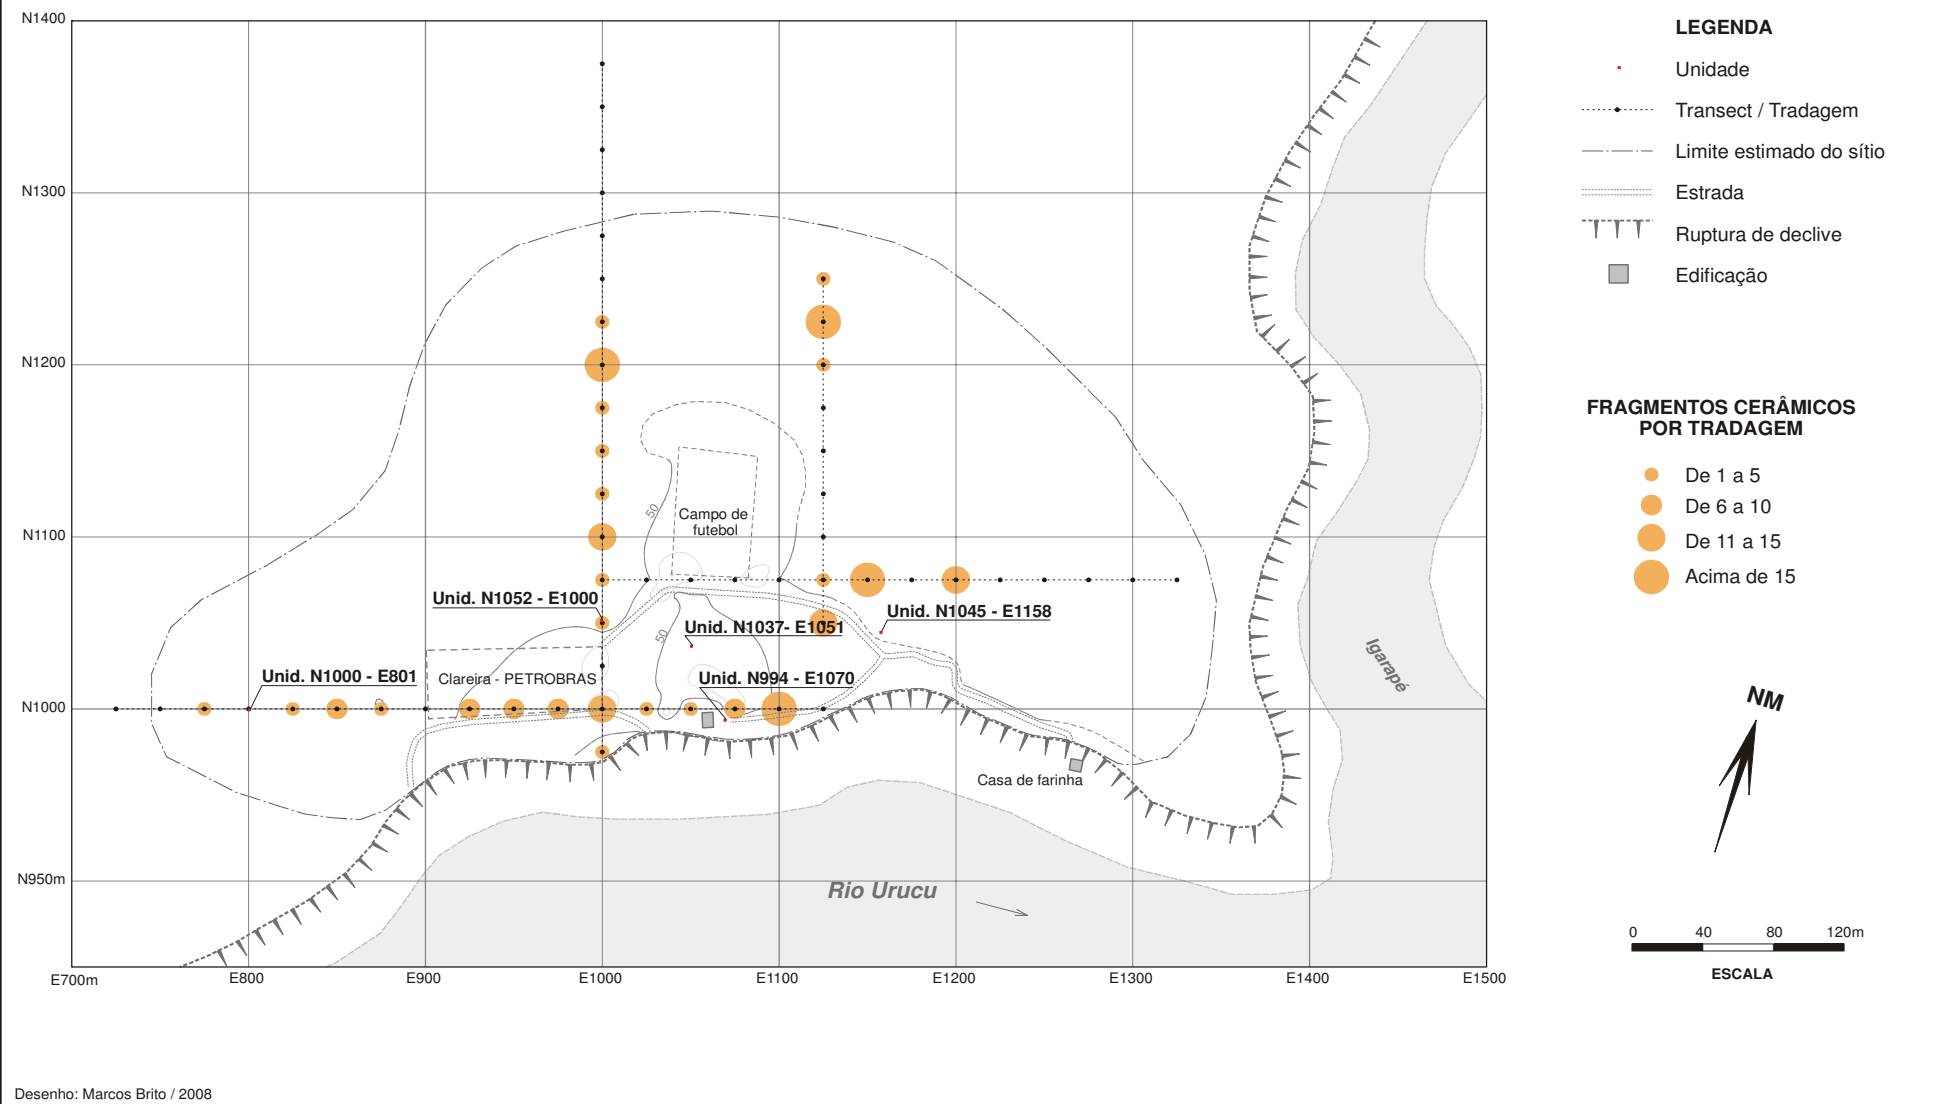 N1400
N1300
N1200
N1100
N1000
N950m
E700m
E800
E900
E1000
E1100
E1200
E1300
E1400
E1500
50
Campo de
futebol
Unid. N1052 - E1000
Unid. N1045 - E1158
50
Unid. N1037- E1051
Unid. N1000 - E801
Clareira - PETROBRAS
Unid. N994 - E1070
Casa de farinha
Igarapé
Rio Urucu
LEGENDA
Unidade
Transect / Tradagem
Limite estimado do sítio
Estrada
Ruptura de declive
Edificação
FRAGMENTOS CERÂMICOS
POR TRADAGEM
De 1 a 5
De 6 a 10
De 11 a 15
Acima de 15
NM
0 40 80 120m
ESCALA
Desenho: Marcos Brito / 2008